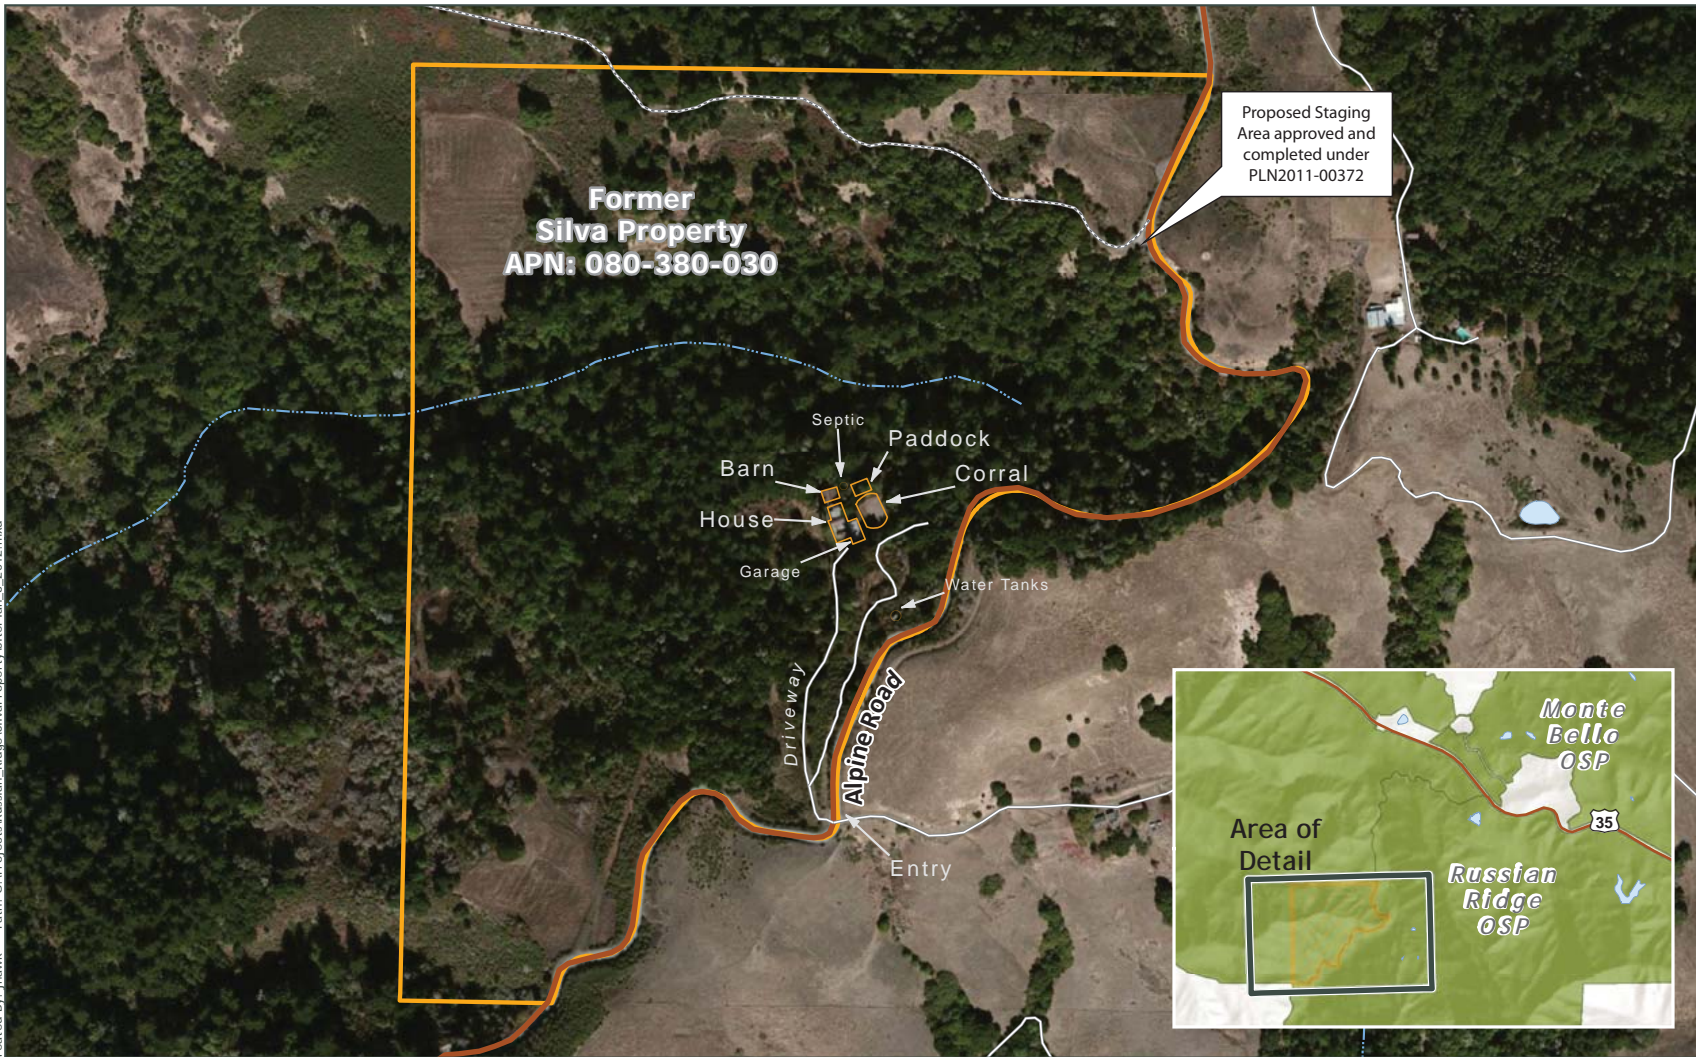 Proposed Staging
Area approved and
completed under
PLN2011-00372
Former
Silva Property
APN: 080-380-030
Septic
Paddock
Barn
Corral
House
Garage
Water Tanks
Driveway
Alpine Road
Entry
Monte
Bello
OSP
35
Area of
Detail
Russian
Ridge
OSP